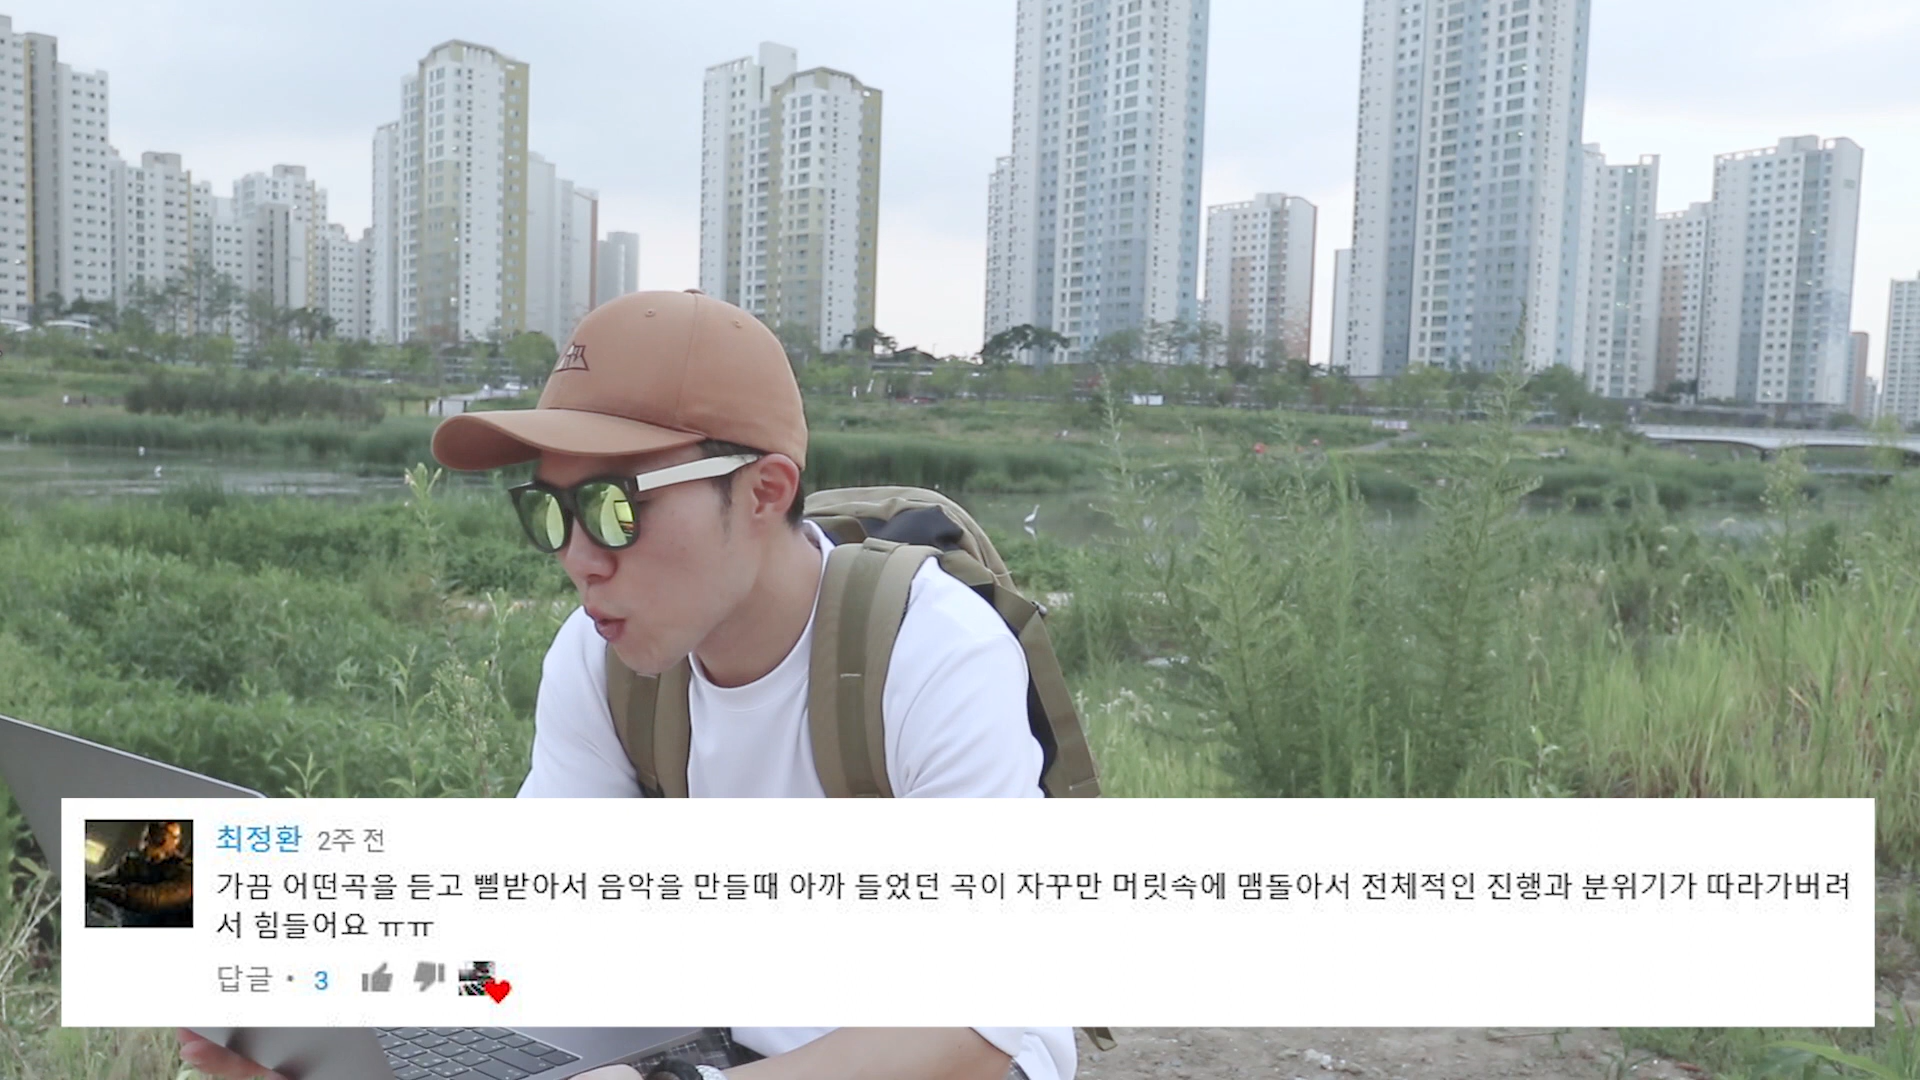 최정환 2주 전
가끔 어떤곡을 듣고 삘받아서 음악을 만들때 아까 들었던 곡이 자꾸만 머릿속에 맴돌아서 전체적인 진행과 분위기가 따라가버려
서 힘들어요 ㅠㅠ
답글 · 3